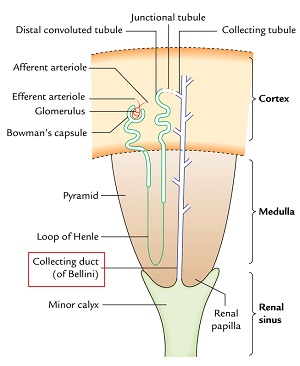 Junctional tubule
Distal convoluted tubule
Collecting tubule
Afferent arteriole
Efferent arteriole
Glomerulus
Bowman's capsule
Cortex
Pyramid
Medulla
Loop of Henle
Collecting duct
(of Bellini)
Minor calyx
Renal
papilla
Renal
sinus